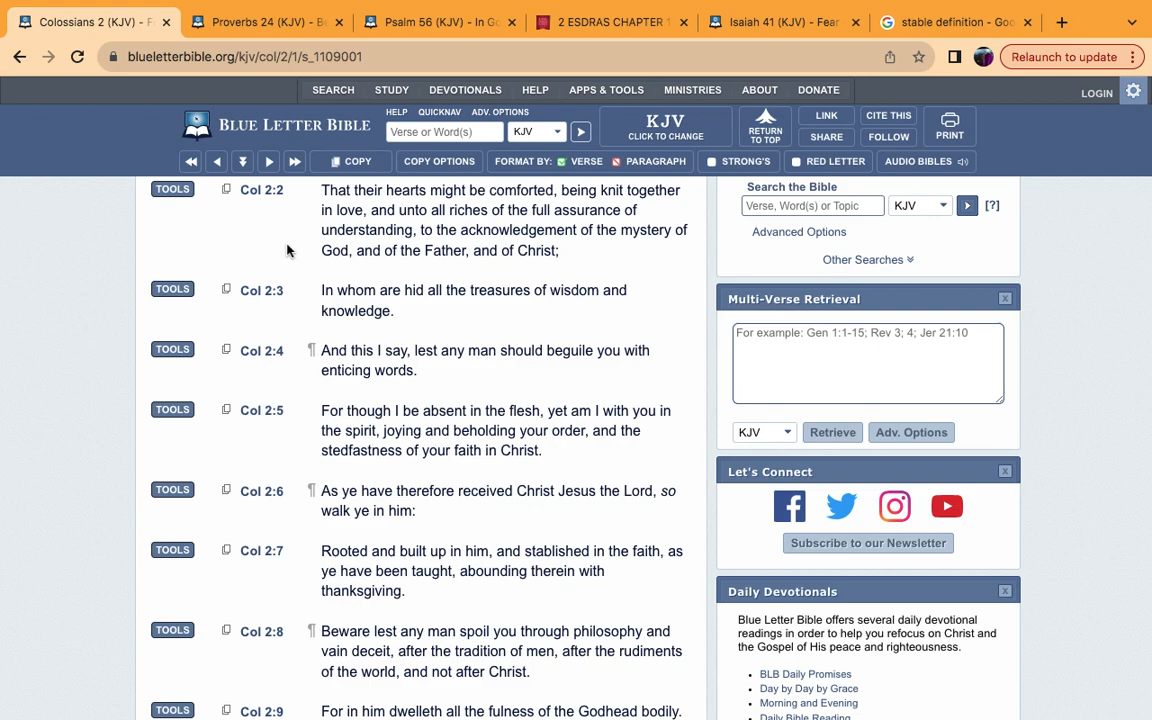 Colossians 2 (KJV) - F
Proverbs 24 (KJV) - B
Psalm 56 (KJV) - In Go
2 ESDRAS CHAPTER 1
Isaiah 41 (KJV) - Fear
stable definition - Goo
blueletterbible.org/kjv/col/2/1/s_1109001
Relaunch to update
SEARCH STUDY DEVOTIONALS HELP APPS & TOOLS MINISTRIES ABOUT DONATE
LOGIN
BLUE LETTER BIBLE
HELP QUICKNAV ADV. OPTIONS
Verse or Word(s) KJV
KJV
CLICK TO CHANGE
RETURN
TO TOP
LINK
CITE THIS
SHARE
FOLLOW
PRINT
COPY COPY OPTIONS FORMAT BY: VERSE PARAGRAPH STRONG'S RED LETTER AUDIO BIBLES
TOOLS Col 2:2 That their hearts might be comforted, being knit together
in love, and unto all riches of the full assurance of
understanding, to the acknowledgement of the mystery of
God, and of the Father, and of Christ;
TOOLS Col 2:3 In whom are hid all the treasures of wisdom and
knowledge.
TOOLS Col 2:4 ¶ And this I say, lest any man should beguile you with
enticing words.
TOOLS Col 2:5 For though I be absent in the flesh, yet am I with you in
the spirit, joying and beholding your order, and the
stedfastness of your faith in Christ.
TOOLS Col 2:6 ¶ As ye have therefore received Christ Jesus the Lord, so
walk ye in him:
TOOLS Col 2:7 Rooted and built up in him, and stablished in the faith, as
ye have been taught, abounding therein with
thanksgiving.
TOOLS Col 2:8 ¶ Beware lest any man spoil you through philosophy and
vain deceit, after the tradition of men, after the rudiments
of the world, and not after Christ.
TOOLS Col 2:9 For in him dwelleth all the fulness of the Godhead bodily.
Search the Bible
Verse, Word(s) or Topic KJV [?]
Advanced Options
Other Searches
Multi-Verse Retrieval
For example: Gen 1:1-15; Rev 3; 4; Jer 21:10
KJV Retrieve Adv. Options
Let's Connect
Subscribe to our Newsletter
Daily Devotionals
Blue Letter Bible offers several daily devotional
readings in order to help you refocus on Christ and
the Gospel of His peace and righteousness.
BLB Daily Promises
Day by Day by Grace
Morning and Evening
Daily Bible Reading